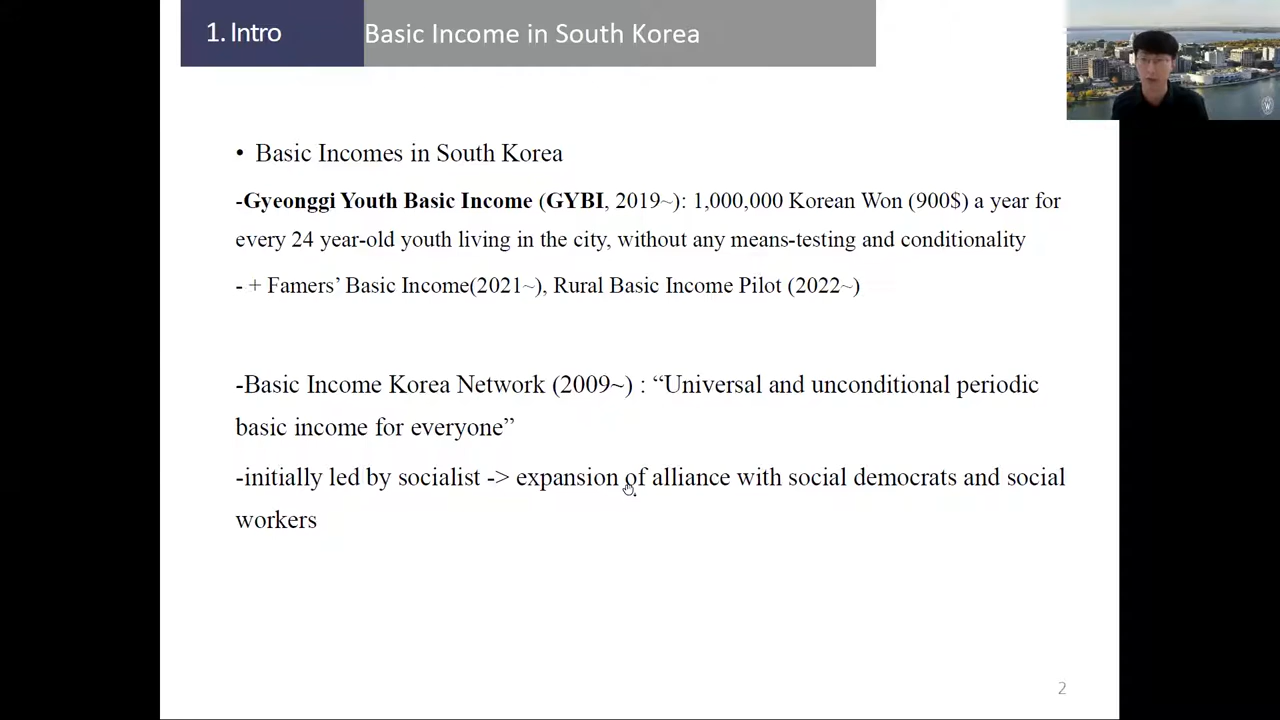 1. Intro
Basic Income in South Korea
• Basic Incomes in South Korea
-Gyeonggi Youth Basic Income (GYBI, 2019~): 1,000,000 Korean Won (900$) a year for
every 24 year-old youth living in the city, without any means-testing and conditionality
- + Famers’ Basic Income(2021~), Rural Basic Income Pilot (2022~)
-Basic Income Korea Network (2009~) : “Universal and unconditional periodic
basic income for everyone”
-initially led by socialist -> expansion of alliance with social democrats and social
workers
2
W